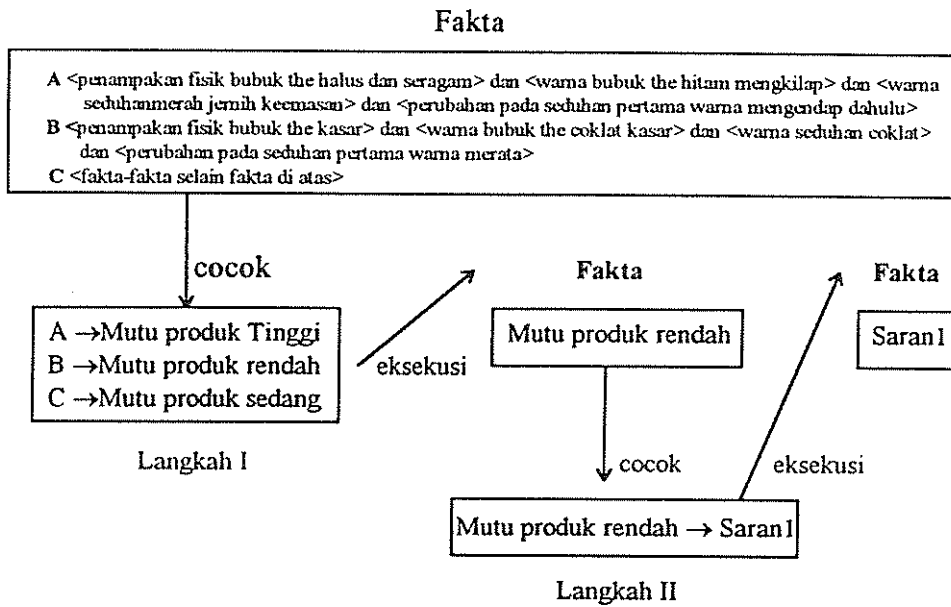 Fakta
A <penampakan fisik bubuk the halus dan seragam> dan <warna bubuk the hitam mengkilap> dan <warna
seduhanmerah jernih keemasan> dan <perubahan pada seduhan pertama warna mengendap dahulu>
B <penampakan fisik bubuk the kasar> dan <warna bubuk the coklat kasar> dan <warna seduhan coklat>
dan <perubahan pada seduhan pertama warna merata>
C <fakta-fakta selain fakta di atas>
cocok
A →Mutu produk Tinggi
B →Mutu produk rendah
C →Mutu produk sedang
Langkah I
eksekusi
Fakta
Mutu produk rendah
cocok
Mutu produk rendah → Saran1
Langkah II
eksekusi
Fakta
Saran1